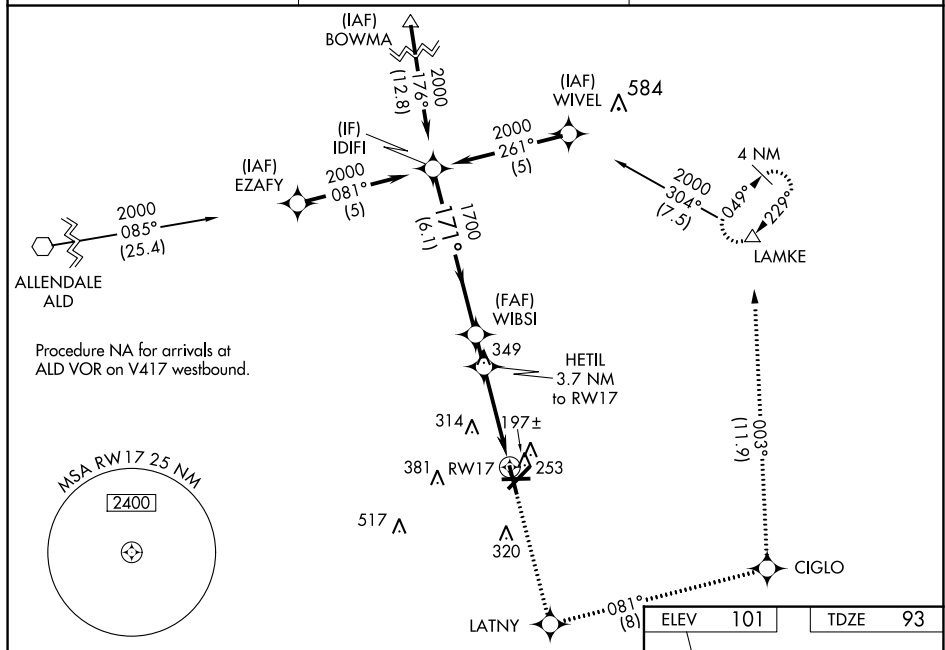 (IAF)
BOWMA
2000
176°
(12.8)
(IAF)
WIVEL
584
(IF)
IDIFI
2000
261°
(5)
4 NM
(IAF)
EZAFY
2000
081°
(5)
2000
304°
(7.5)
049°
229°
LAMKE
2000
085°
(25.4)
1700
171°
(6.1)
ALLENDALE
ALD
(FAF)
WIBSI
Procedure NA for arrivals at
ALD VOR on V417 westbound.
349
HETIL
3.7 NM
to RW17
314
197±
003°
(11.9)
MSA RW17 25 NM
2400
381
RW17
253
517
320
CIGLO
LATNY
081°
(8)
ELEV 101
TDZE 93